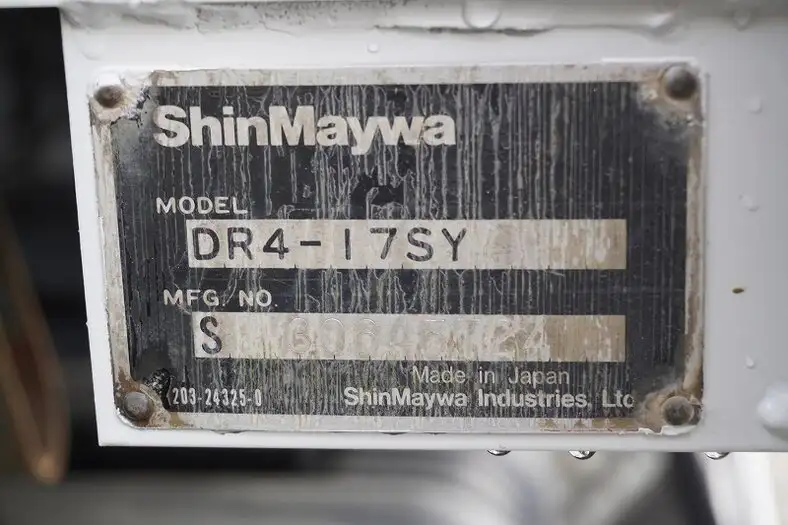 ShinMaywa
MODEL
DR4-17SY
MFG. NO.
S
Made in Japan
203-24325-0
ShinMaywa Industries, Ltd